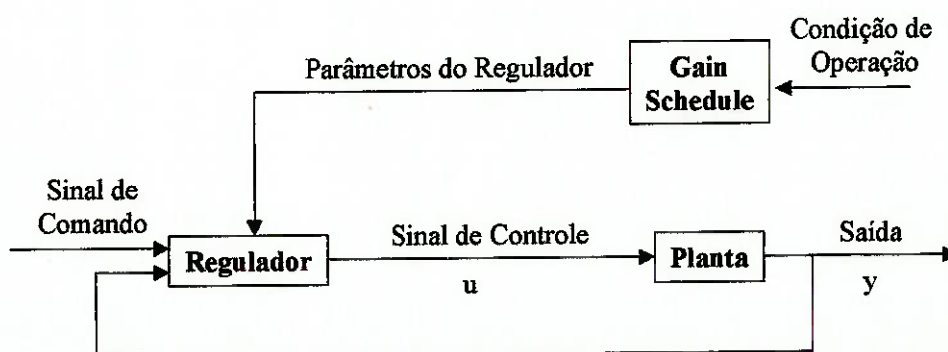 Condição de
Operação
Parâmetros do Regulador
Gain
Schedule
Sinal de
Comando
Regulador
Sinal de Controle
u
Planta
Saída
y